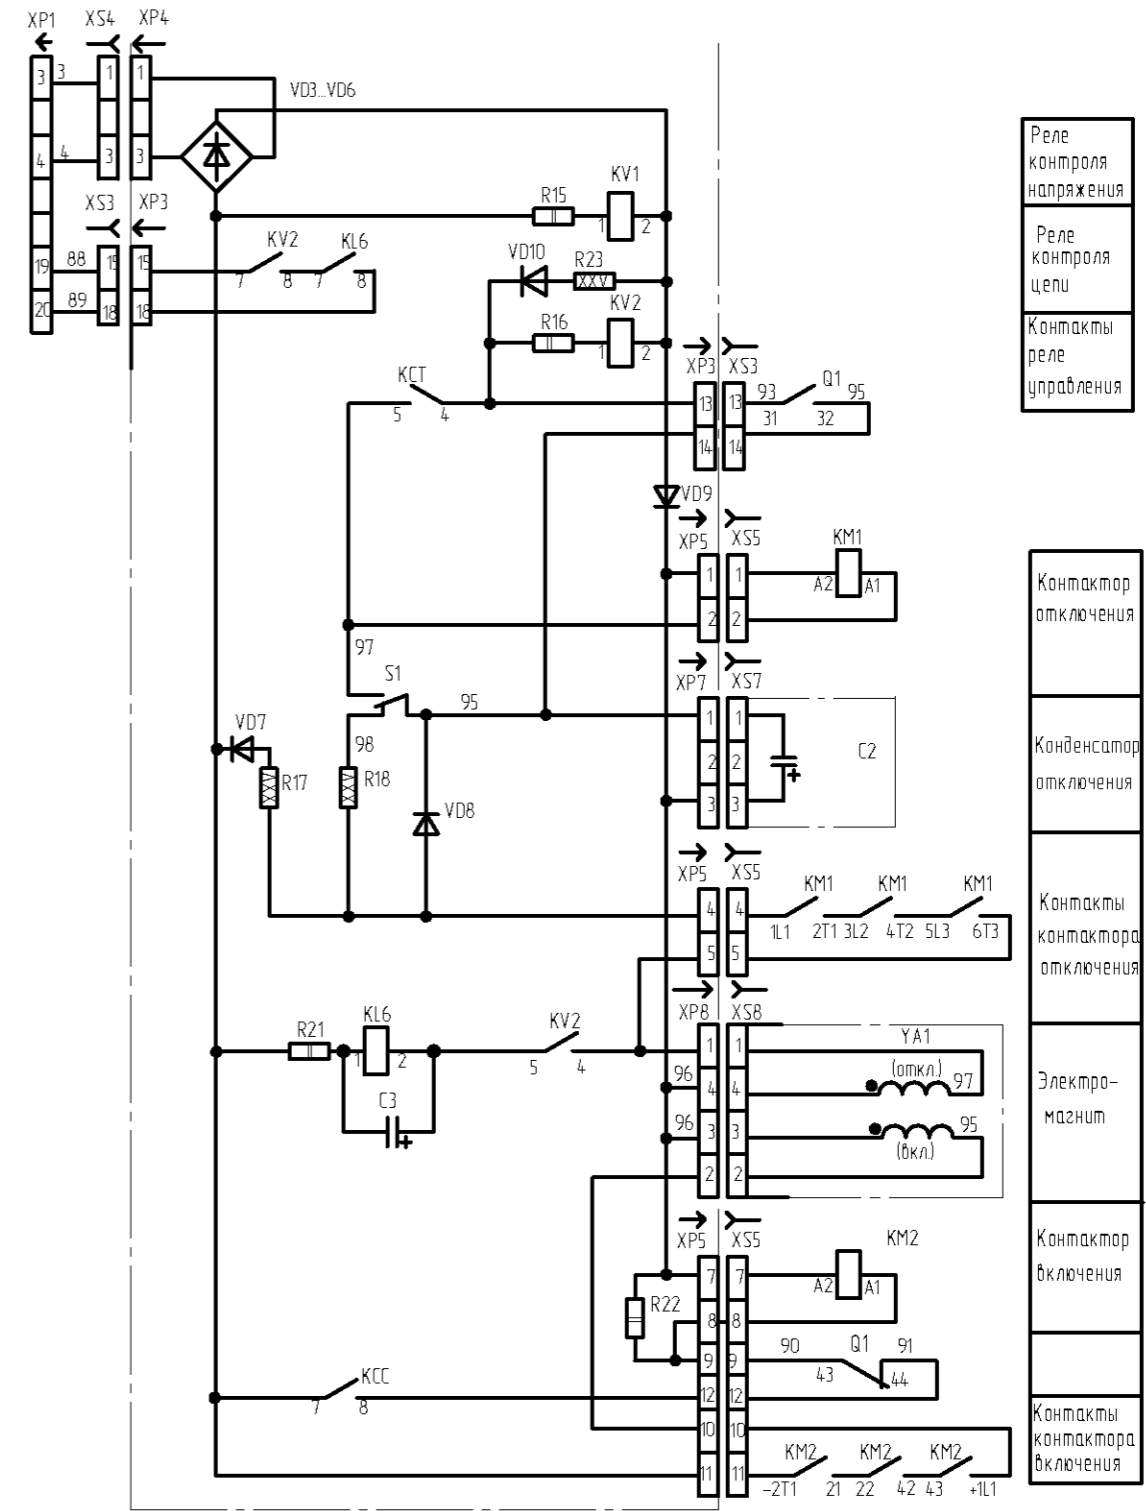 XP1 XS4 XP4
3 3 1 1
VD3...VD6
4 4 3 3
XS3 XP3
19 88 15 15
20 89 18 18
KV2
7 8
KL6
7 8
R15
KV1
1 2
VD10
R23
R16
KV2
1 2
KCT
5 4
XP3 XS3
13 13
14 14
93 Q1 95
31 32
VD9
XP5 XS5
1 1
2 2
KM1
A2 A1
97
S1
95
98
XP7 XS7
1 1
2 2
3 3
C2
VD7
R17
R18
VD8
XP5 XS5
4 4
5 5
KM1 KM1 KM1
1L1 2T1 3L2 4T2 5L3 6T3
R21
KL6
1 2
C3
KV2
5 4
XP8 XS8
1 1
96 4 4
96 3 3
2 2
YA1
(откл.) 97
95
(вкл.)
XP5 XS5
7 7
8 8
9 9
12 12
10 10
11 11
R22
KM2
A2 A1
90 Q1 91
43 44
KCC
7 8
KM2 KM2 KM2
-2T1 21 22 42 43 +1L1
Реле
контроля
напряжения
Реле
контроля
цепи
Контакты
реле
управления
Контактор
отключения
Конденсатор
отключения
Контакты
контактора
отключения
Электро-
магнит
Контактор
включения
Контакты
контактора
включения